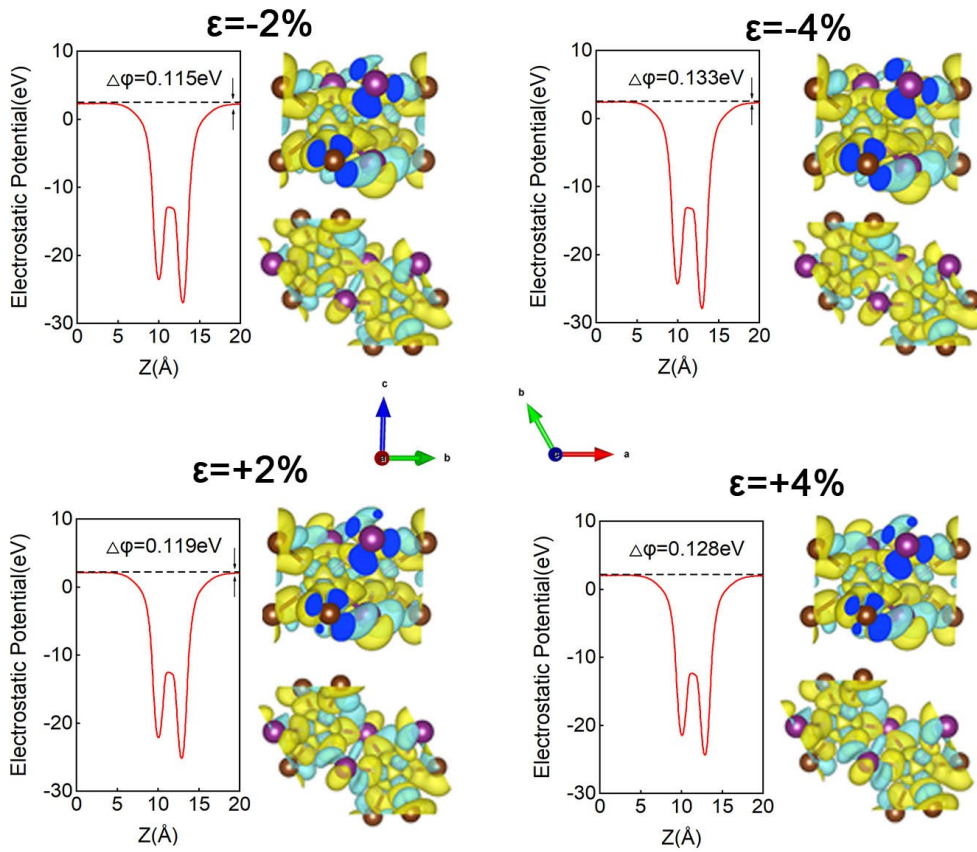 ε=-2%
ε=-4%
Electrostatic Potential(eV)
10
0
-10
-20
-30
△φ=0.115eV
0 5 10 15 20
Z(Å)
Electrostatic Potential(eV)
10
0
-10
-20
-30
△φ=0.133eV
0 5 10 15 20
Z(Å)
c
a
b
b
c
a
ε=+2%
ε=+4%
Electrostatic Potential(eV)
10
0
-10
-20
-30
△φ=0.119eV
0 5 10 15 20
Z(Å)
Electrostatic Potential(eV)
10
0
-10
-20
-30
△φ=0.128eV
0 5 10 15 20
Z(Å)